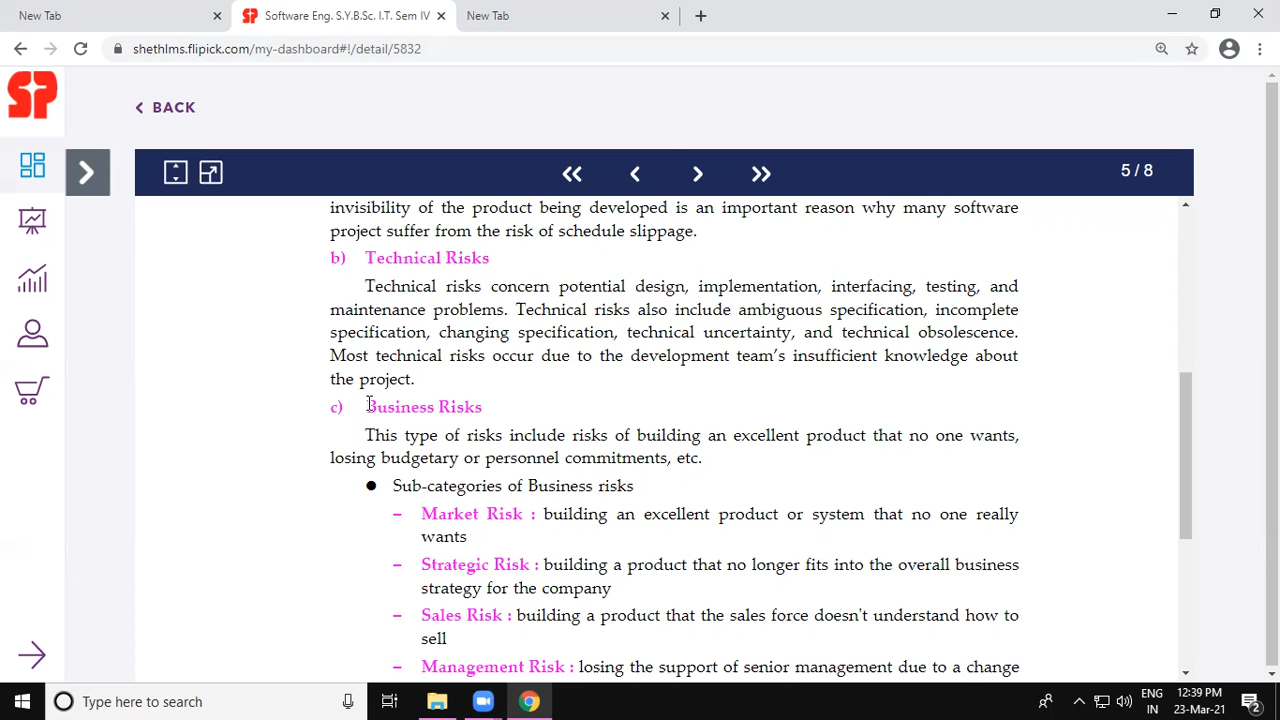 New Tab
Software Eng. S.Y.B.Sc. I.T. Sem IV
New Tab
shethlms.flipick.com/my-dashboard#!/detail/5832
SP
BACK
5 / 8
invisibility of the product being developed is an important reason why many software
project suffer from the risk of schedule slippage.
b) Technical Risks
Technical risks concern potential design, implementation, interfacing, testing, and
maintenance problems. Technical risks also include ambiguous specification, incomplete
specification, changing specification, technical uncertainty, and technical obsolescence.
Most technical risks occur due to the development team's insufficient knowledge about
the project.
c) Business Risks
This type of risks include risks of building an excellent product that no one wants,
losing budgetary or personnel commitments, etc.
● Sub-categories of Business risks
– Market Risk : building an excellent product or system that no one really
wants
– Strategic Risk : building a product that no longer fits into the overall business
strategy for the company
– Sales Risk : building a product that the sales force doesn't understand how to
sell
– Management Risk : losing the support of senior management due to a change
Type here to search
ENG
IN
12:39 PM
23-Mar-21
2